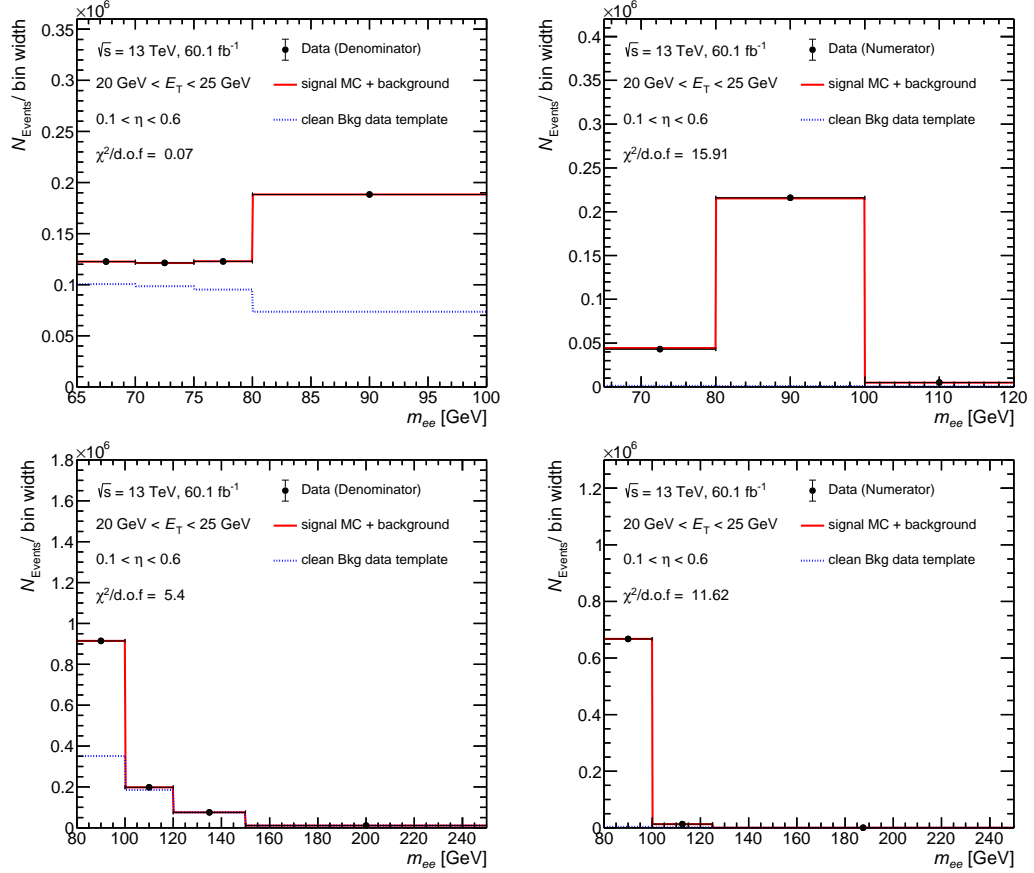 ×10⁶
N_Events / bin width
√s = 13 TeV, 60.1 fb⁻¹
20 GeV < E_T < 25 GeV
0.1 < η < 0.6
χ²/d.o.f = 0.07
Data (Denominator)
signal MC + background
clean Bkg data template
0.35
0.3
0.25
0.2
0.15
0.1
0.05
0
65 70 75 80 85 90 95 100
m_ee [GeV]
×10⁶
N_Events / bin width
√s = 13 TeV, 60.1 fb⁻¹
20 GeV < E_T < 25 GeV
0.1 < η < 0.6
χ²/d.o.f = 15.91
Data (Numerator)
signal MC + background
clean Bkg data template
0.4
0.35
0.3
0.25
0.2
0.15
0.1
0.05
0
70 80 90 100 110 120
m_ee [GeV]
×10⁶
N_Events / bin width
√s = 13 TeV, 60.1 fb⁻¹
20 GeV < E_T < 25 GeV
0.1 < η < 0.6
χ²/d.o.f = 5.4
Data (Denominator)
signal MC + background
clean Bkg data template
1.8
1.6
1.4
1.2
1
0.8
0.6
0.4
0.2
0
80 100 120 140 160 180 200 220 240
m_ee [GeV]
×10⁶
N_Events / bin width
√s = 13 TeV, 60.1 fb⁻¹
20 GeV < E_T < 25 GeV
0.1 < η < 0.6
χ²/d.o.f = 11.62
Data (Numerator)
signal MC + background
clean Bkg data template
1.2
1
0.8
0.6
0.4
0.2
0
80 100 120 140 160 180 200 220 240
m_ee [GeV]